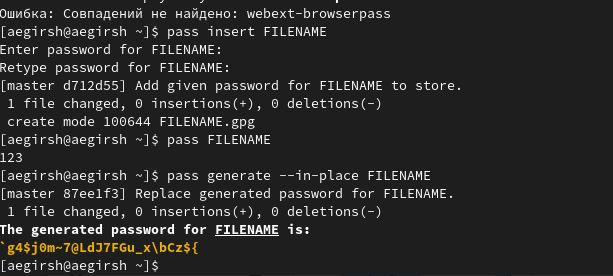 Ошибка: Совпадений не найдено: webext-browserpass
[aegirsh@aegirsh ~]$ pass insert FILENAME
Enter password for FILENAME:
Retype password for FILENAME:
[master d712d55] Add given password for FILENAME to store.
 1 file changed, 0 insertions(+), 0 deletions(-)
 create mode 100644 FILENAME.gpg
[aegirsh@aegirsh ~]$ pass FILENAME
123
[aegirsh@aegirsh ~]$ pass generate --in-place FILENAME
[master 87ee1f3] Replace generated password for FILENAME.
 1 file changed, 0 insertions(+), 0 deletions(-)
The generated password for FILENAME is:
`g4$j0m~7@LdJ7FGu_x\bCz${
[aegirsh@aegirsh ~]$